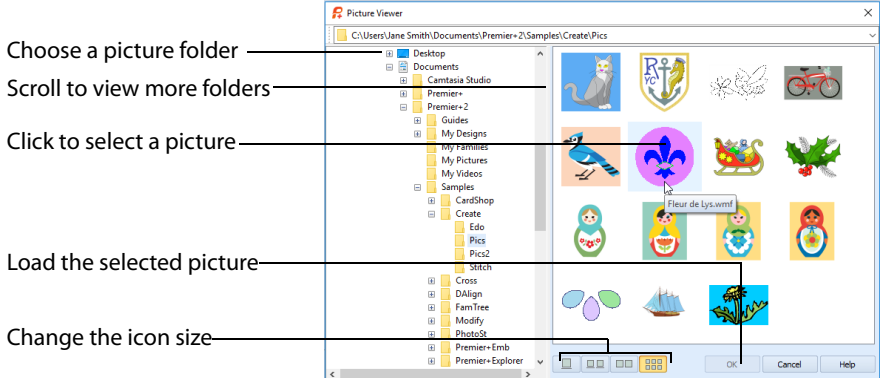 Picture Viewer
C:\Users\Jane Smith\Documents\Premier+2\Samples\Create\Pics
Choose a picture folder
Scroll to view more folders
Click to select a picture
Load the selected picture
Change the icon size
Desktop
Documents
Camtasia Studio
Premier+
Premier+2
Guides
My Designs
My Families
My Pictures
My Videos
Samples
CardShop
Create
Edo
Pics
Pics2
Stitch
Cross
DAlign
FamTree
Modify
PhotoSt
Premier+Emb
Premier+Explorer
R
YC
Fleur de Lys.wmf
OK
Cancel
Help